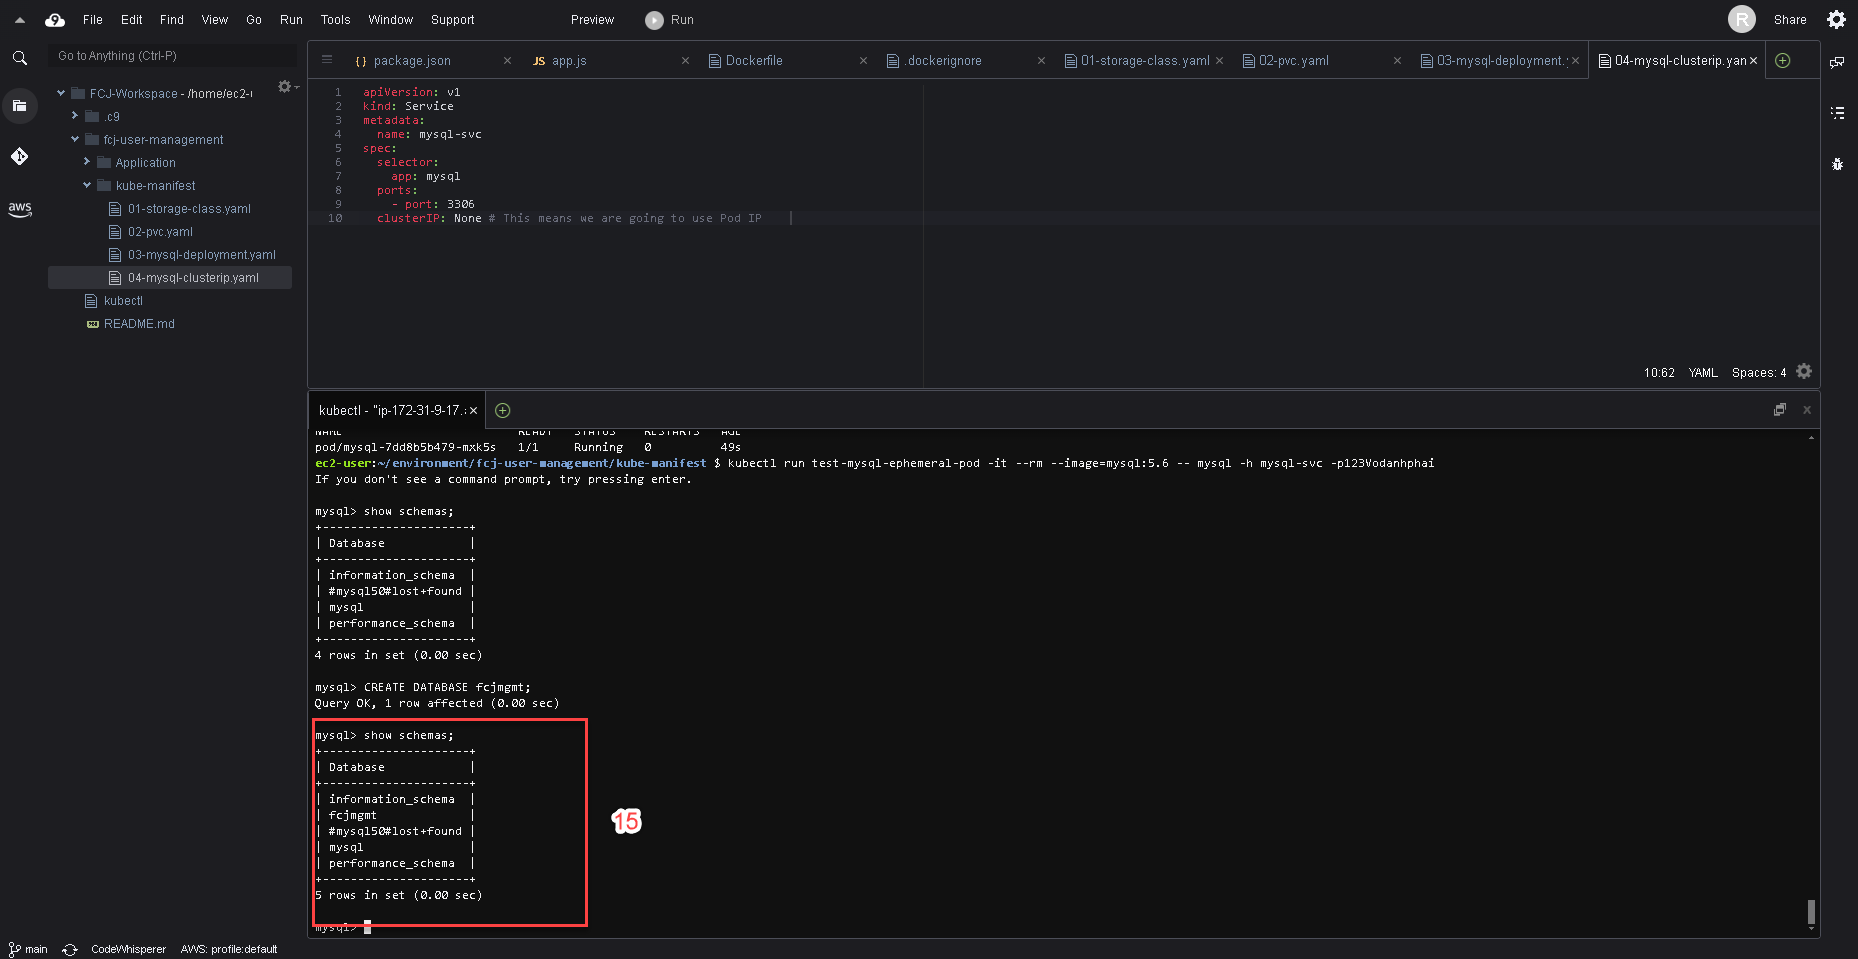 File Edit Find View Go Run Tools Window Support Preview Run R Share
Go to Anything (Ctrl-P)
package.json
JS app.js
Dockerfile
.dockerignore
01-storage-class.yaml
02-pvc.yaml
03-mysql-deployment.y
04-mysql-clusterip.yan
FCJ-Workspace - /home/ec2-u
.c9
fcj-user-management
Application
kube-manifest
01-storage-class.yaml
02-pvc.yaml
03-mysql-deployment.yaml
04-mysql-clusterip.yaml
kubectl
README.md
aws
1 apiVersion: v1
2 kind: Service
3 metadata:
4 name: mysql-svc
5 spec:
6 selector:
7 app: mysql
8 ports:
9 - port: 3306
10 clusterIP: None # This means we are going to use Pod IP
10:62 YAML Spaces: 4
kubectl - "ip-172-31-9-17.
NAME READY STATUS RESTARTS AGE
pod/mysql-7dd8b5b479-mxk5s 1/1 Running 0 49s
ec2-user:~/environment/fcj-user-management/kube-manifest $ kubectl run test-mysql-ephemeral-pod -it --rm --image=mysql:5.6 -- mysql -h mysql-svc -p123Vodanhphai
If you don't see a command prompt, try pressing enter.
mysql> show schemas;
+---------------------+
| Database |
+---------------------+
| information_schema |
| #mysql50#lost+found |
| mysql |
| performance_schema |
+---------------------+
4 rows in set (0.00 sec)
mysql> CREATE DATABASE fcjmgmt;
Query OK, 1 row affected (0.00 sec)
mysql> show schemas;
+---------------------+
| Database |
+---------------------+
| information_schema |
| fcjmgmt |
| #mysql50#lost+found |
| mysql |
| performance_schema |
+---------------------+
5 rows in set (0.00 sec)
mysql>
15
main CodeWhisperer AWS: profile:default